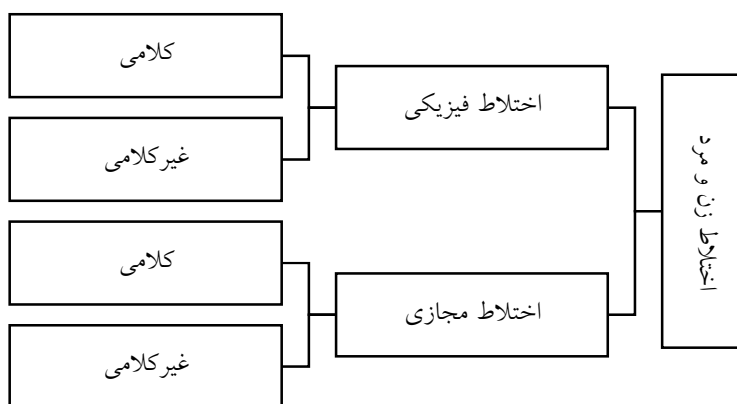 اختلاط زن و مرد
اختلاط فیزیکی
کلامی
غیرکلامی
اختلاط مجازی
کلامی
غیرکلامی